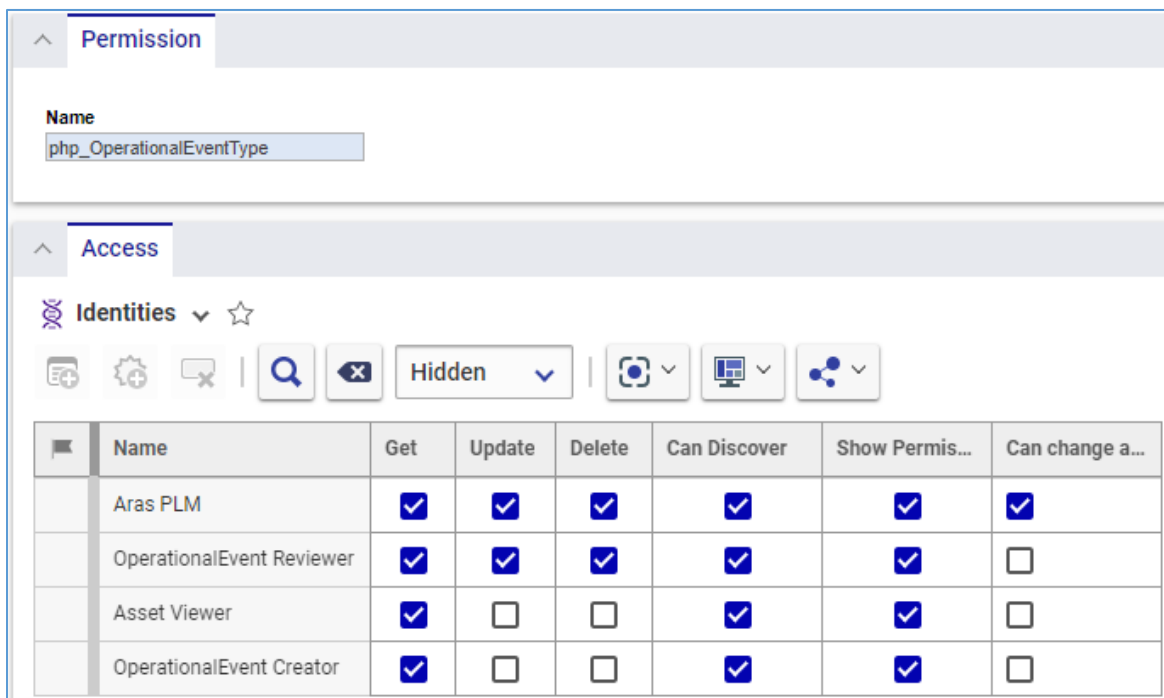 Permission
Name
php_OperationalEventType
Access
Identities
Hidden
Name Get Update Delete Can Discover Show Permis... Can change a...
Aras PLM
OperationalEvent Reviewer
Asset Viewer
OperationalEvent Creator